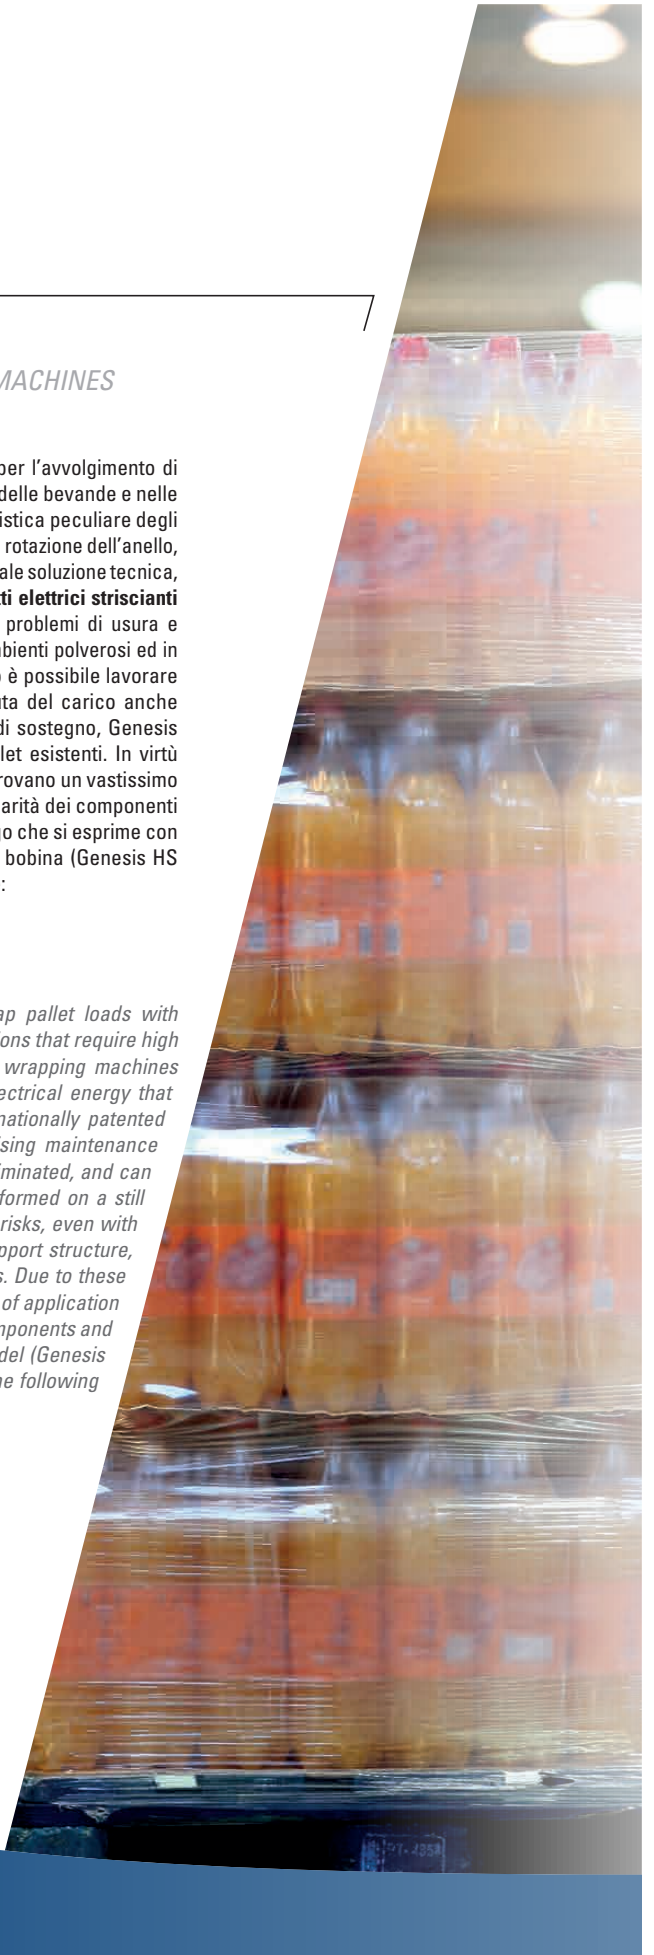 MACHINES
per l’avvolgimento di
delle bevande e nelle
istica peculiare degli
rotazione dell’anello,
ale soluzione tecnica,
ti elettrici striscianti
problemi di usura e
bienti polverosi ed in
o è possibile lavorare
ta del carico anche
di sostegno, Genesis
let esistenti. In virtù
rovano un vastissimo
arità dei componenti
go che si esprime con
bobina (Genesis HS
:
ap pallet loads with
ions that require high
wrapping machines
ectrical energy that
nationally patented
ising maintenance
iminated, and can
formed on a still
risks, even with
pport structure,
s. Due to these
of application
mponents and
del (Genesis
he following